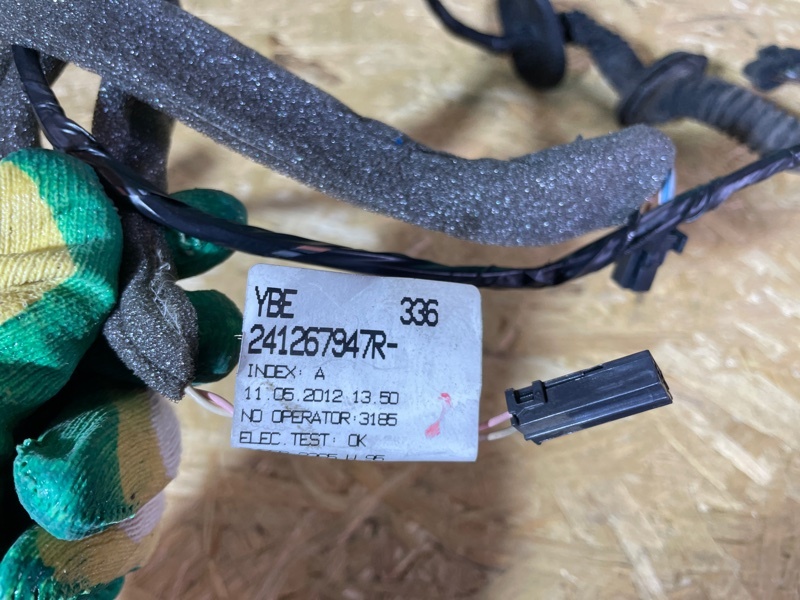 YBE 336
241267947R-
INDEX: A
11.05.2012 13.50
NO OPERATOR:3185
ELEC.TEST: OK